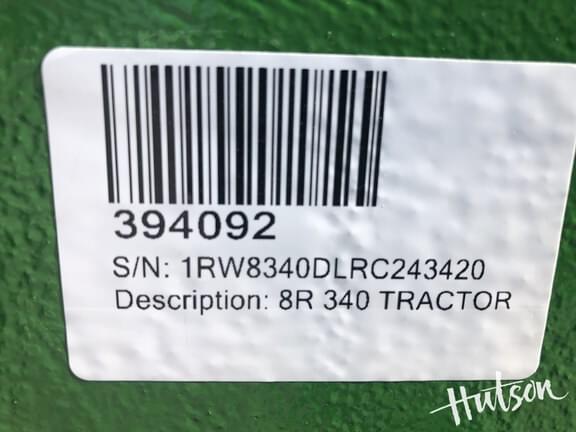 394092
S/N: 1RW8340DLRC243420
Description: 8R 340 TRACTOR
Hutson